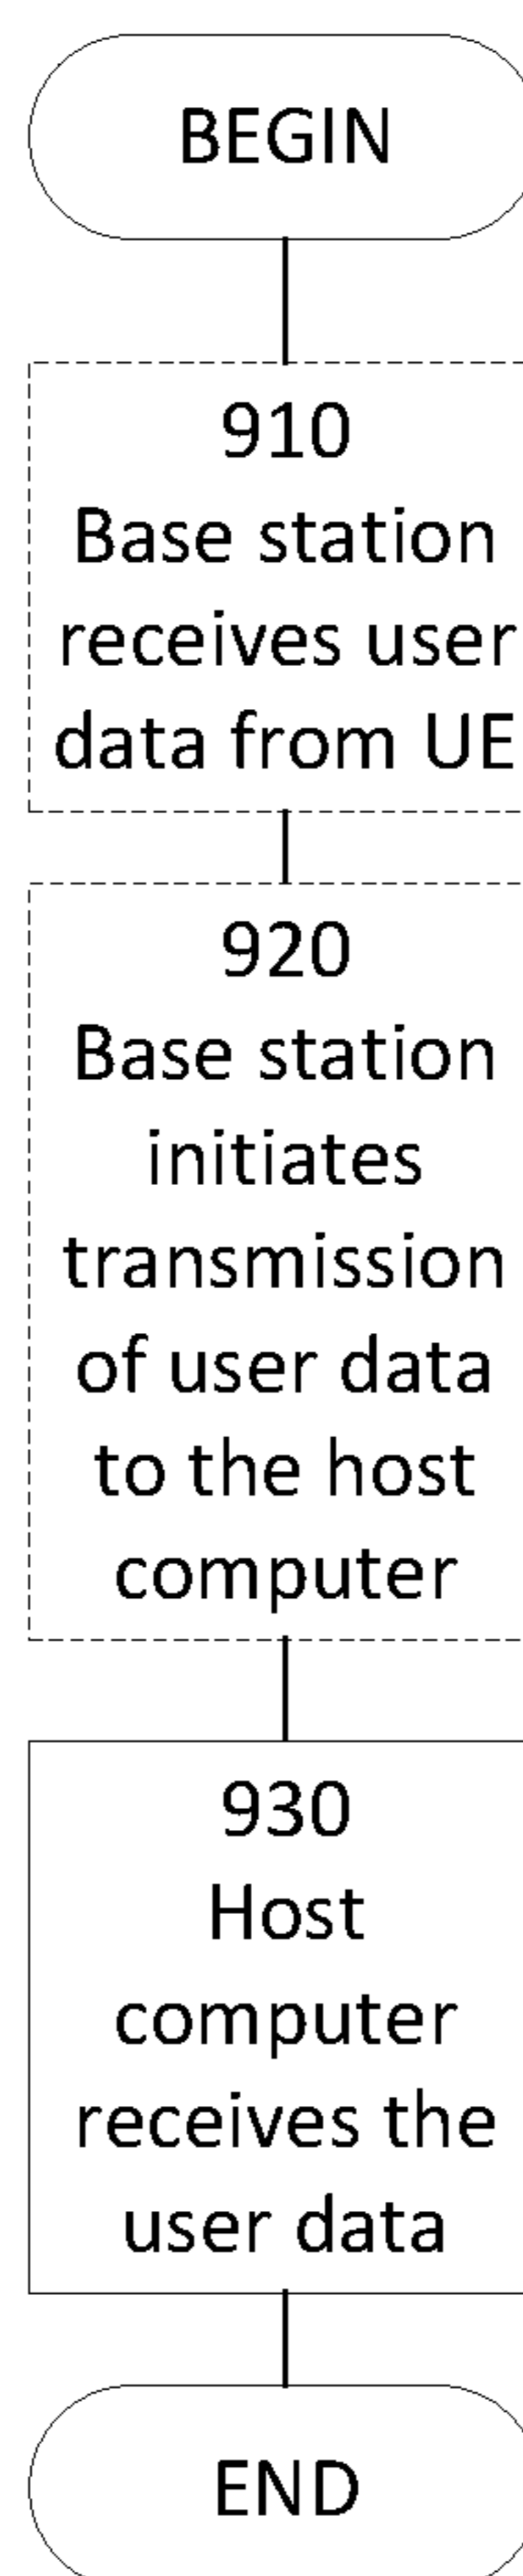 BEGIN
910
Base station
receives user
data from UE
920
Base station
initiates
transmission
of user data
to the host
computer
930
Host
computer
receives the
user data
END